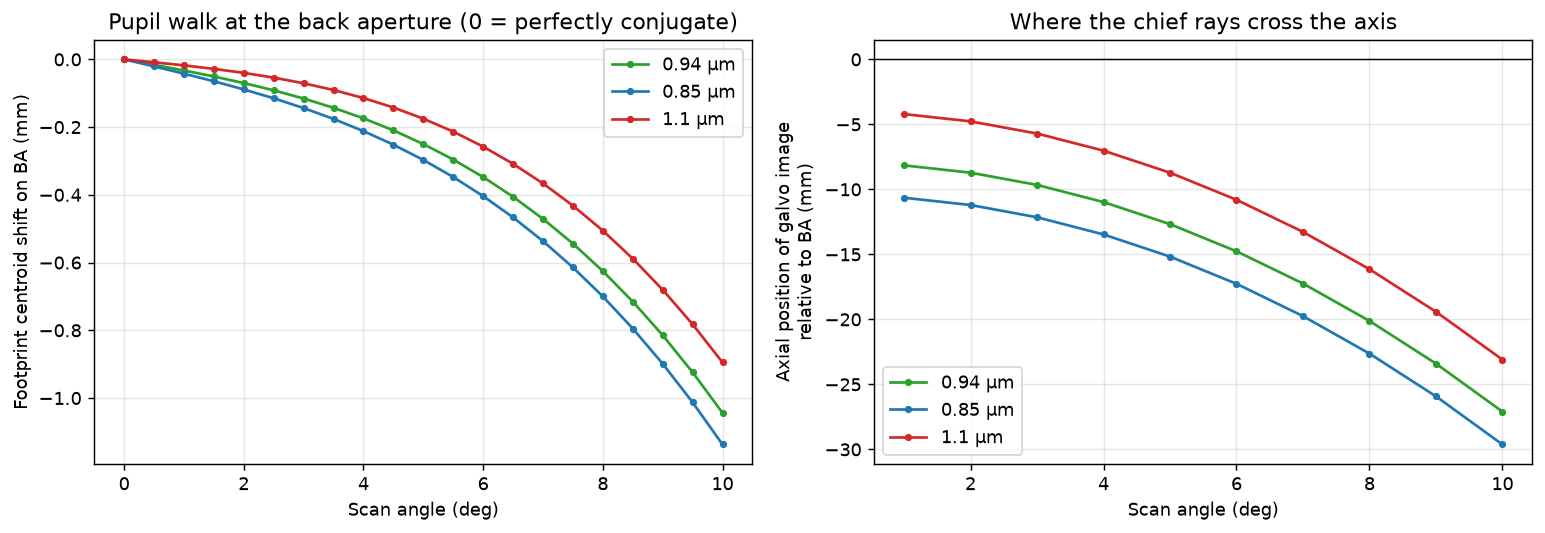 Pupil walk at the back aperture (0 = perfectly conjugate)
Footprint centroid shift on BA (mm)
0.0
−0.2
−0.4
−0.6
−0.8
−1.0
0.94 μm
0.85 μm
1.1 μm
0
2
4
6
8
10
Scan angle (deg)
Where the chief rays cross the axis
Axial position of galvo image
relative to BA (mm)
0
−5
−10
−15
−20
−25
−30
0.94 μm
0.85 μm
1.1 μm
2
4
6
8
10
Scan angle (deg)